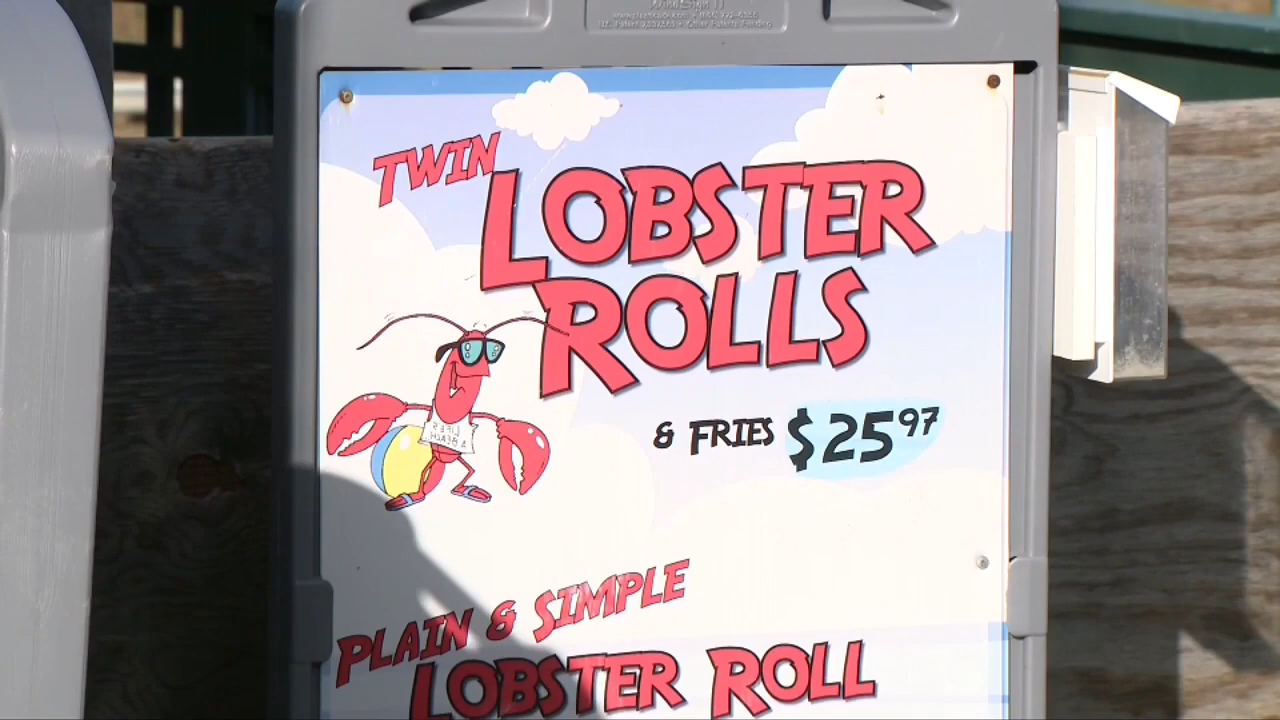 TWIN
LOBSTER
ROLLS
& FRIES $25 97
PLAIN & SIMPLE
LOBSTER ROLL